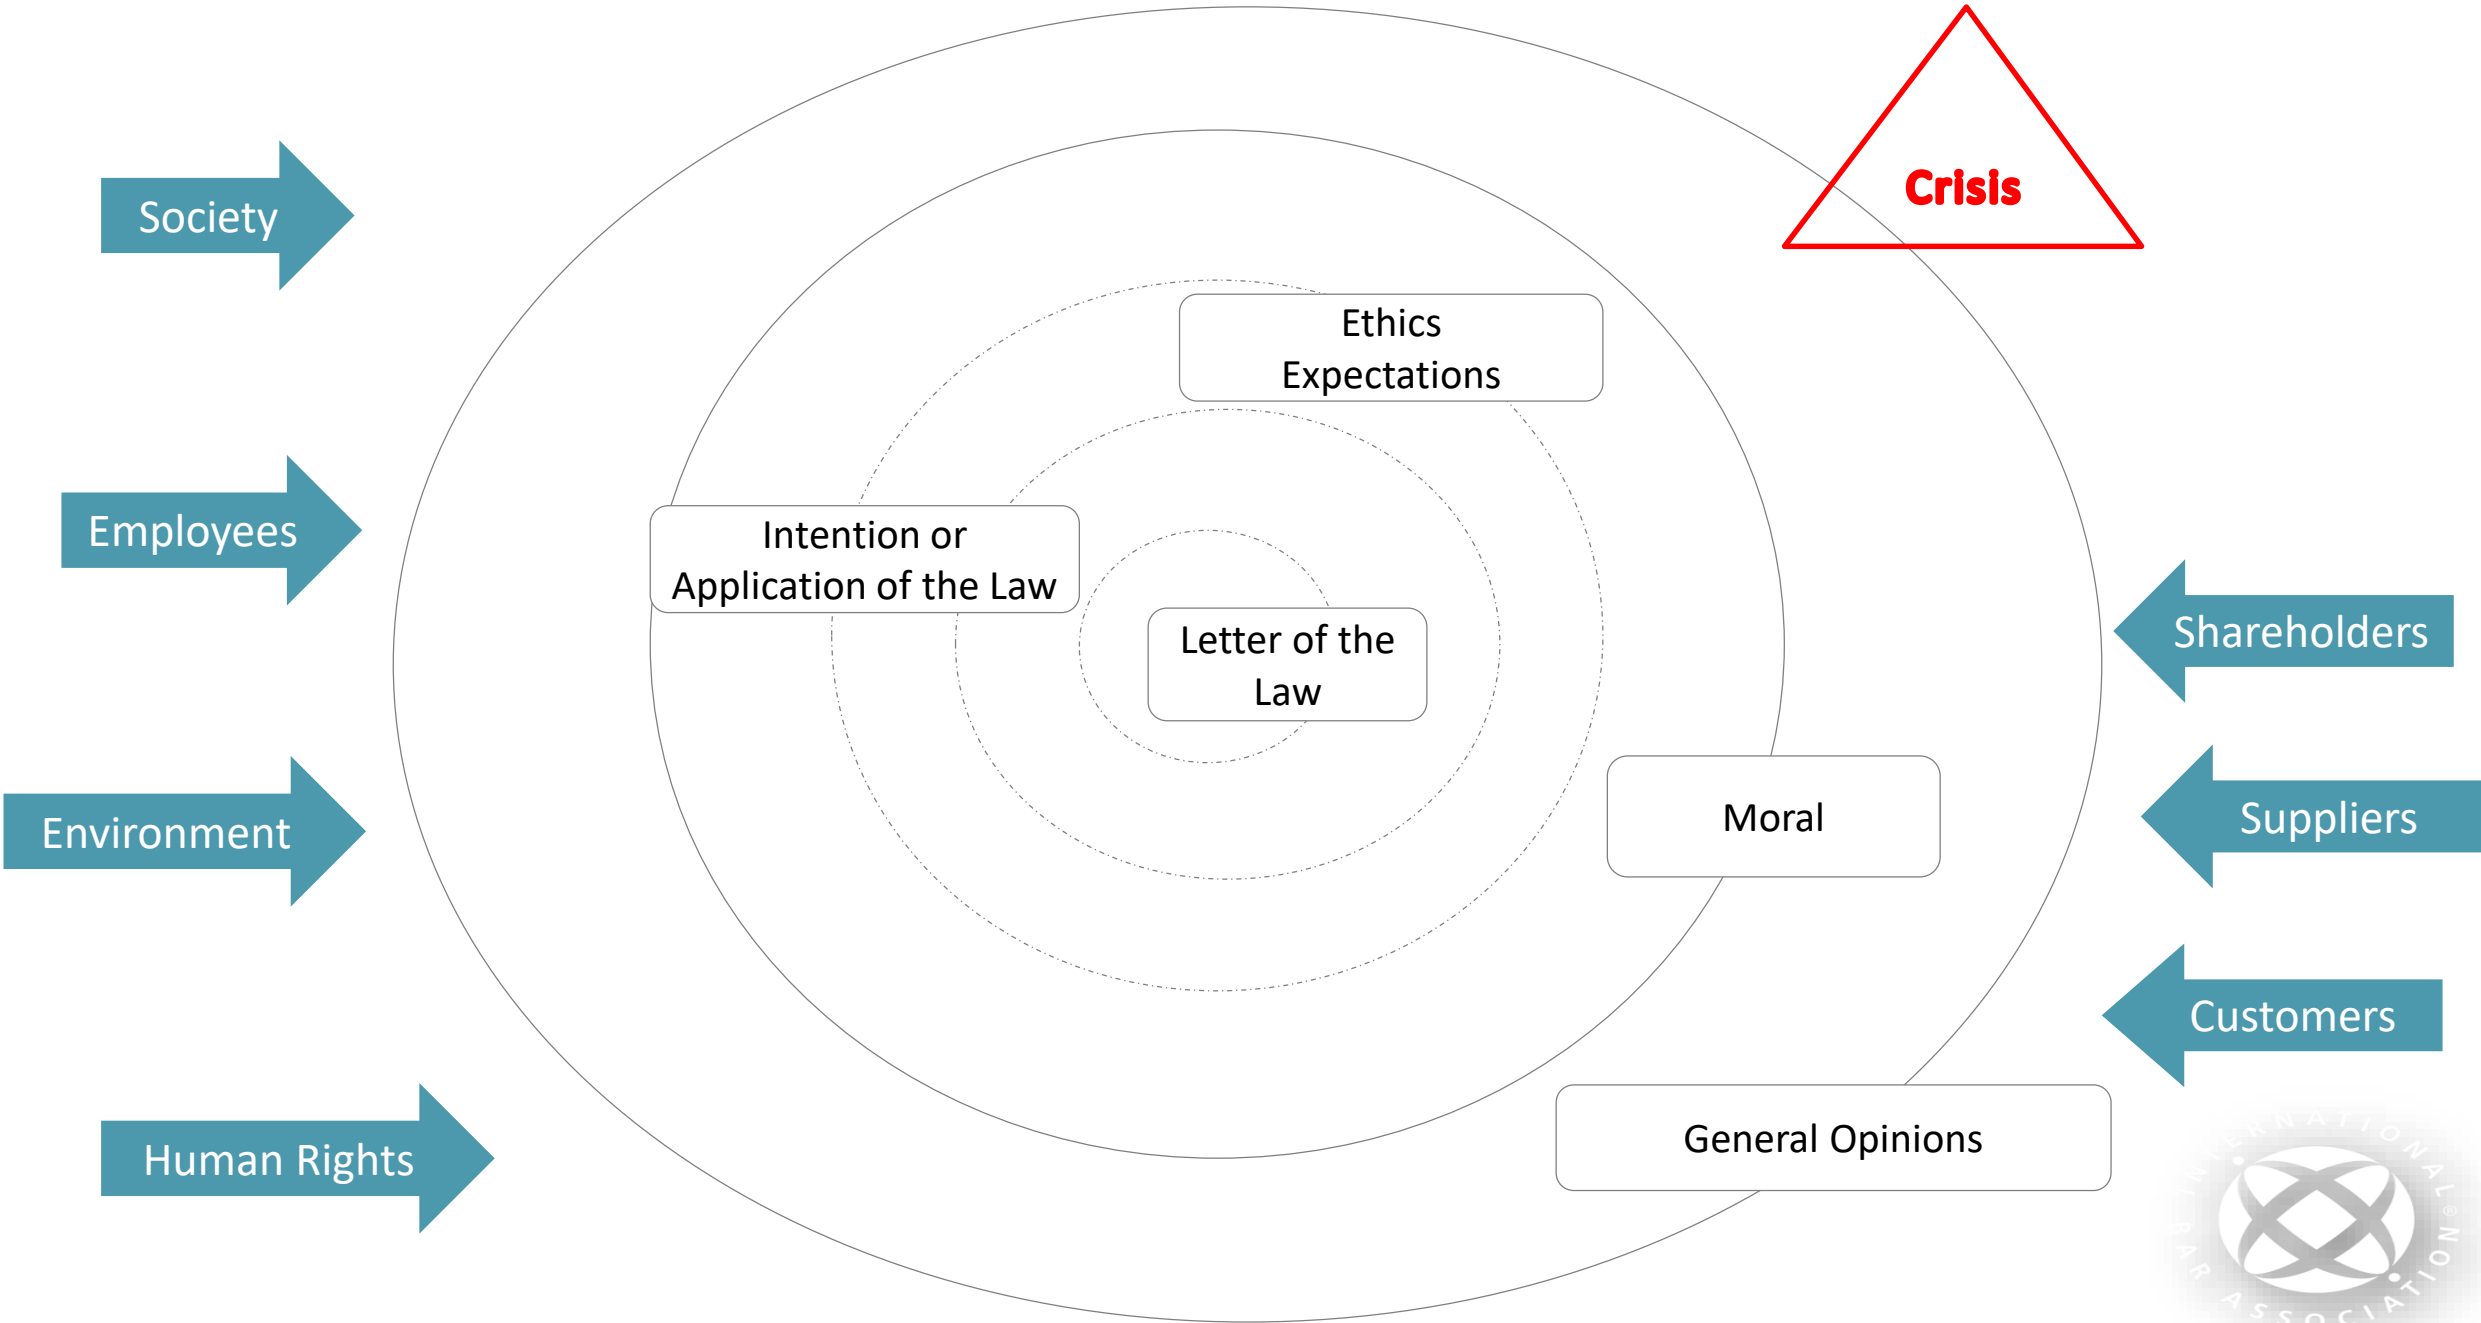 Crisis
Society
Ethics
Expectations
Employees
Intention or
Application of the Law
Letter of the
Law
Shareholders
Environment
Moral
Suppliers
Customers
Human Rights
General Opinions
INTERNATIONAL®
BAR ASSOCIATION